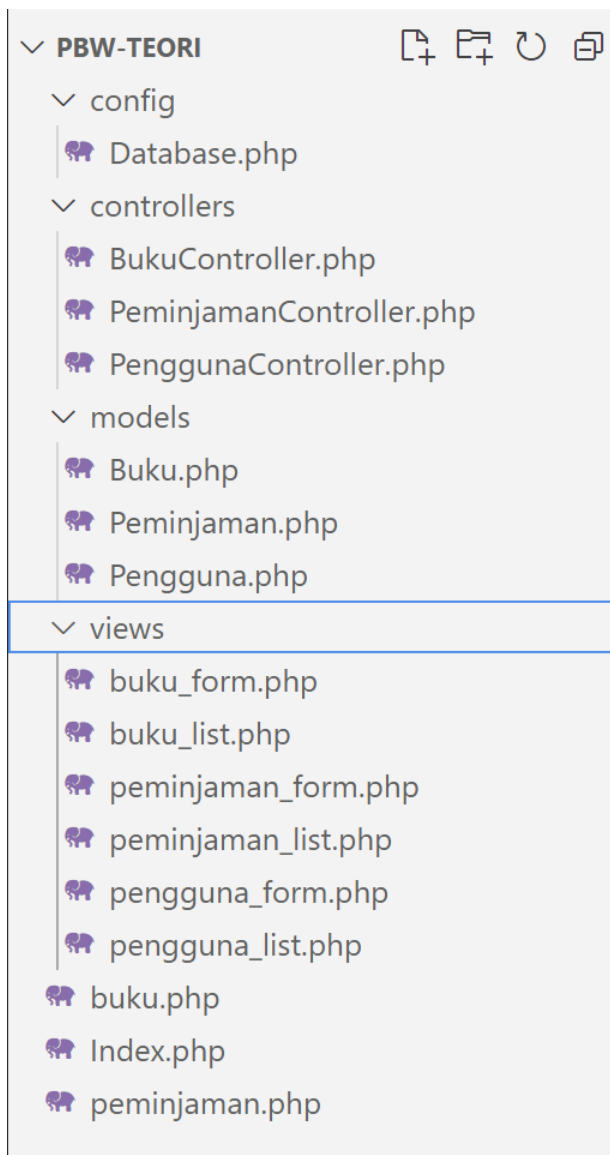 PBW-TEORI
config
Database.php
controllers
BukuController.php
PeminjamanController.php
PenggunaController.php
models
Buku.php
Peminjaman.php
Pengguna.php
views
buku_form.php
buku_list.php
peminjaman_form.php
peminjaman_list.php
pengguna_form.php
pengguna_list.php
buku.php
Index.php
peminjaman.php